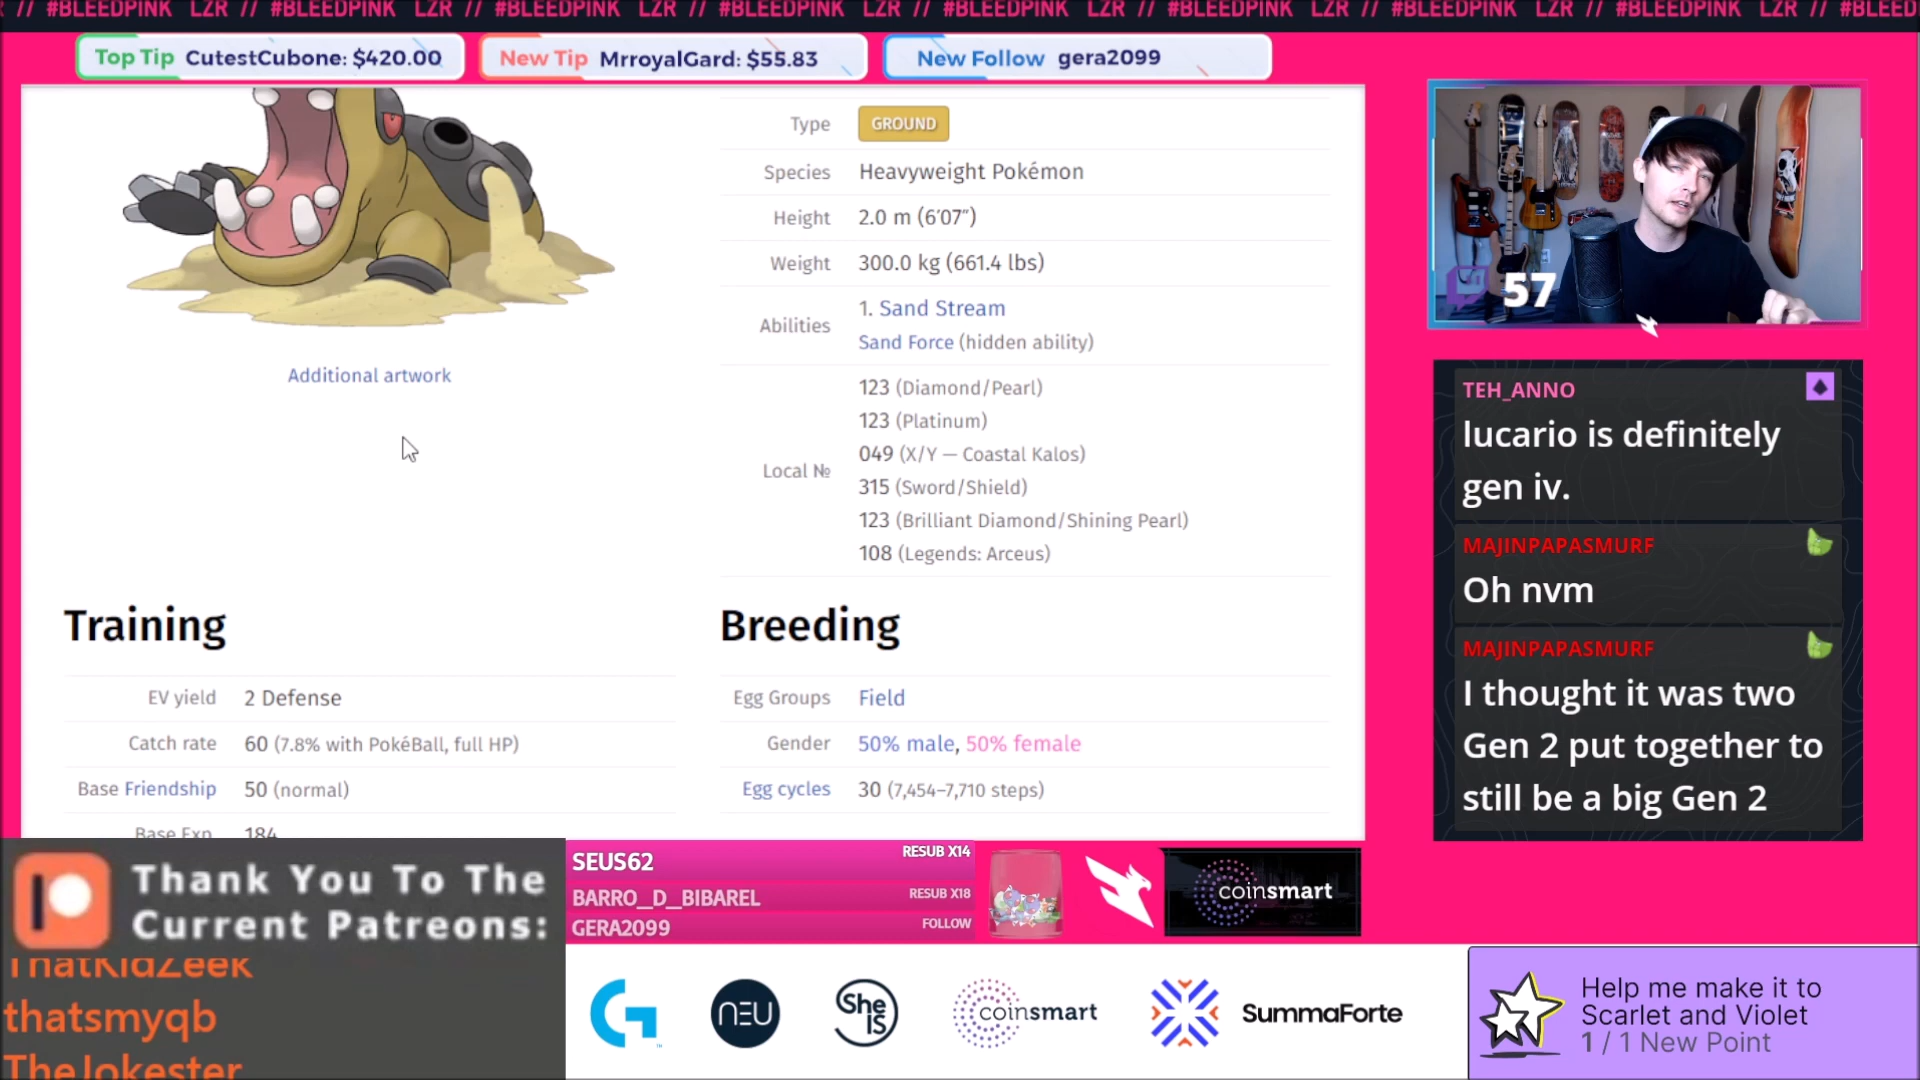 // #BLEEDPINK LZR // #BLEEDPINK LZR // #BLEEDPINK LZR // #BLEEDPINK LZR // #BLEEDPINK LZR // #BLEEDPINK LZR // #BLEEDPINK LZR // #BLEEDPINK LZR // #BLEED
Top Tip CutestCubone: $420.00
New Tip MrroyalGard: $55.83
New Follow gera2099
Type GROUND
Species Heavyweight Pokémon
Height 2.0 m (6′07″)
Weight 300.0 kg (661.4 lbs)
Abilities 1. Sand Stream
Sand Force (hidden ability)
Local № 123 (Diamond/Pearl)
123 (Platinum)
049 (X/Y — Coastal Kalos)
315 (Sword/Shield)
123 (Brilliant Diamond/Shining Pearl)
108 (Legends: Arceus)
Additional artwork
Training
EV yield 2 Defense
Catch rate 60 (7.8% with PokéBall, full HP)
Base Friendship 50 (normal)
Base Exp 184
Breeding
Egg Groups Field
Gender 50% male, 50% female
Egg cycles 30 (7,454–7,710 steps)
57
TEH_ANNO
lucario is definitely
gen iv.
MAJINPAPASMURF
Oh nvm
MAJINPAPASMURF
I thought it was two
Gen 2 put together to
still be a big Gen 2
Thank You To The
Current Patreons:
ThatKidZeek
thatsmyqb
TheJokester
SEUS62 RESUB X14
BARRO_D_BIBAREL RESUB X18
GERA2099 FOLLOW
coinsmart
G
NEU
She
IS
coinsmart
SummaForte
Help me make it to
Scarlet and Violet
1 / 1 New Point